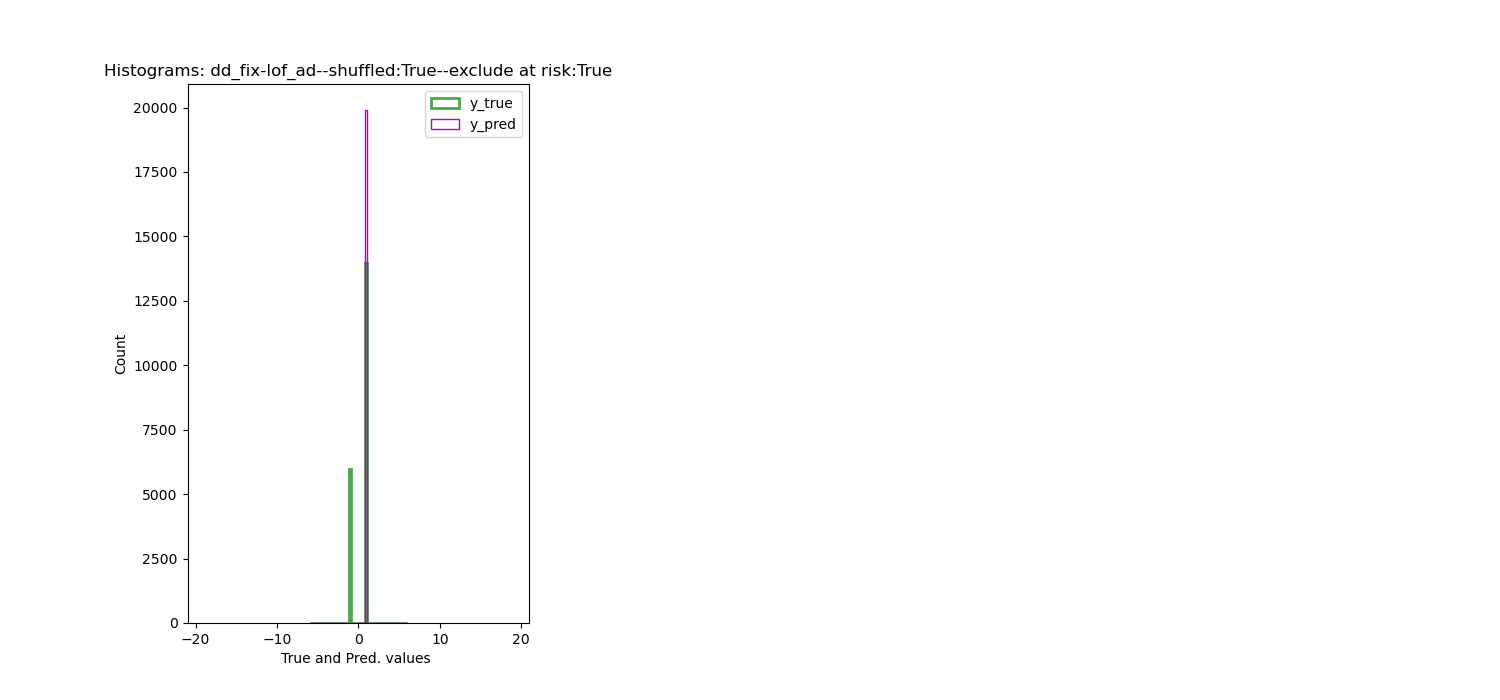 Histograms: dd_fix-lof_ad--shuffled:True--exclude at risk:True
y_true
y_pred
20000
17500
15000
12500
10000
7500
5000
2500
0
Count
−20 −10 0 10 20
True and Pred. values